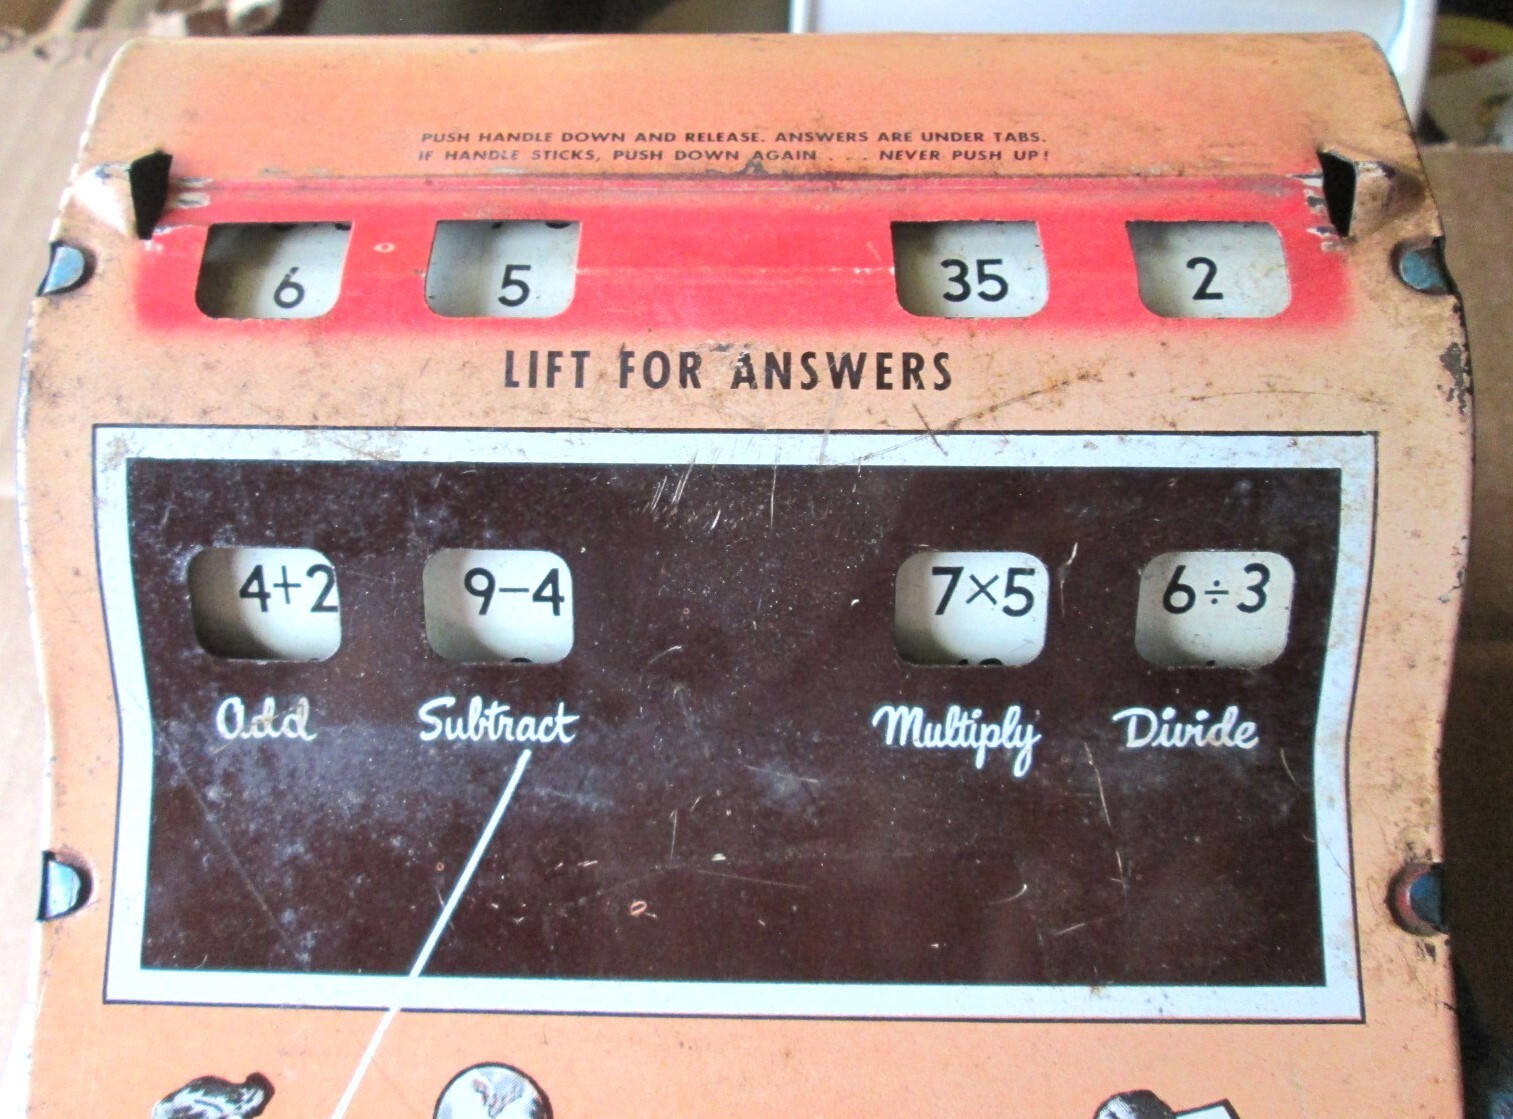 PUSH HANDLE DOWN AND RELEASE. ANSWERS ARE UNDER TABS.
IF HANDLE STICKS, PUSH DOWN AGAIN . . . NEVER PUSH UP!
6 5 35 2
LIFT FOR ANSWERS
4+2 9−4 7×5 6÷3
Add Subtract Multiply Divide